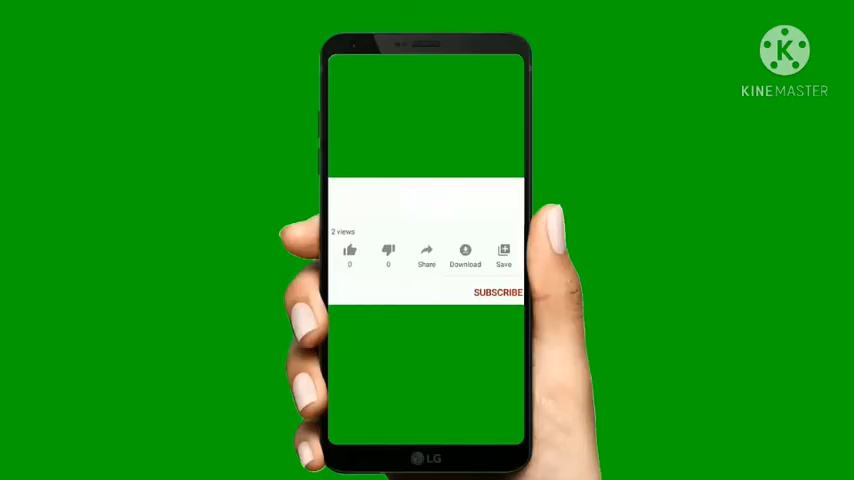 KINEMASTER
2 views
0
0
Share
Download
Save
SUBSCRIBE
LG